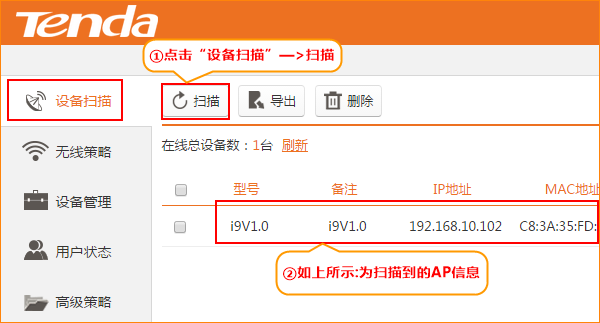 Tenda
①点击“设备扫描”—>扫描
设备扫描
扫描 导出 删除
无线策略
在线总设备数：1台 刷新
型号 备注 IP地址 MAC地址
设备管理
i9V1.0 i9V1.0 192.168.10.102 C8:3A:35:FD:
用户状态
②如上所示:为扫描到的AP信息
高级策略